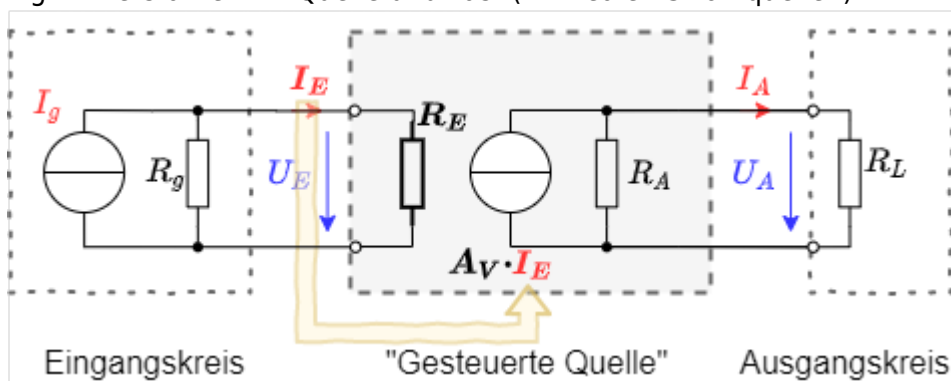 I_g
R_g
I_E
U_E
R_E
A_V·I_E
R_A
I_A
U_A
R_L
Eingangskreis
"Gesteuerte Quelle"
Ausgangskreis